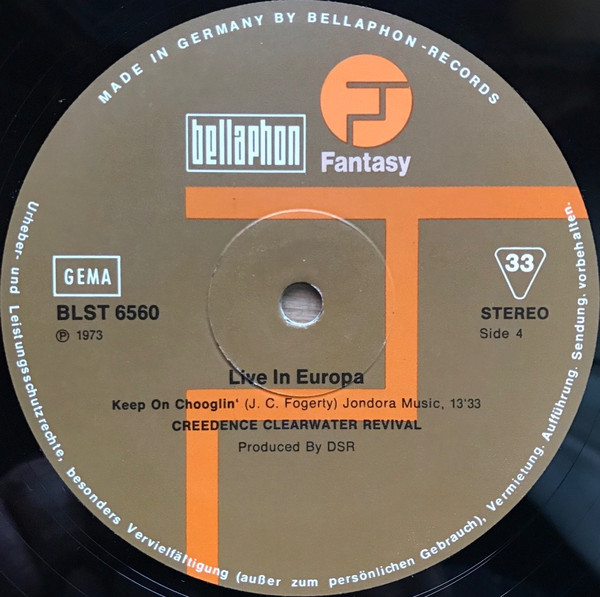 MADE IN GERMANY BY BELLAPHON-RECORDS
bellaphon
Fantasy
GEMA
BLST 6560
℗ 1973
33
STEREO
Side 4
Live In Europa
Keep On Chooglin' (J. C. Fogerty) Jondora Music, 13'33
CREEDENCE CLEARWATER REVIVAL
Produced By DSR
Urheber- und Leistungsschutzrechte, besonders Vervielfältigung (außer zum persönlichen Gebrauch), Vermietung. Aufführung. Sendung. vorbehalten.